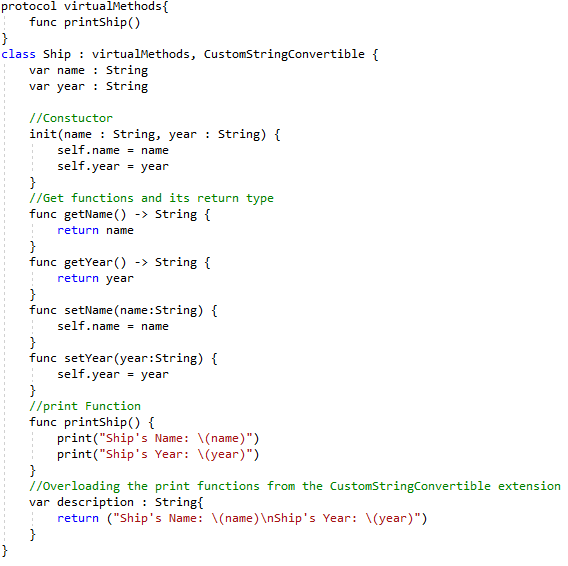 protocol virtualMethods{
    func printShip()
}
class Ship : virtualMethods, CustomStringConvertible {
    var name : String
    var year : String

    //Constuctor
    init(name : String, year : String) {
        self.name = name
        self.year = year
    }
    //Get functions and its return type
    func getName() -> String {
        return name
    }
    func getYear() -> String {
        return year
    }
    func setName(name:String) {
        self.name = name
    }
    func setYear(year:String) {
        self.year = year
    }
    //print Function
    func printShip() {
        print("Ship's Name: \(name)")
        print("Ship's Year: \(year)")
    }
    //Overloading the print functions from the CustomStringConvertible extension
    var description : String{
        return ("Ship's Name: \(name)\nShip's Year: \(year)")
    }
}